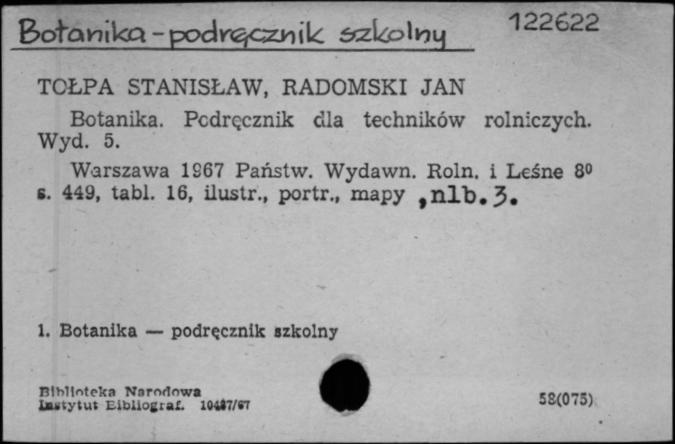 Botanika - podręcznik szkolny 122622
TOŁPA STANISŁAW, RADOMSKI JAN
Botanika. Podręcznik dla techników rolniczych.
Wyd. 5.
Warszawa 1967 Państw. Wydawn. Roln. i Leśne 8⁰
s. 449, tabl. 16, ilustr., portr., mapy , nlb. 3.
1. Botanika — podręcznik szkolny
Biblioteka Narodowa
Instytut Bibliograf. 10487/67
58(075)